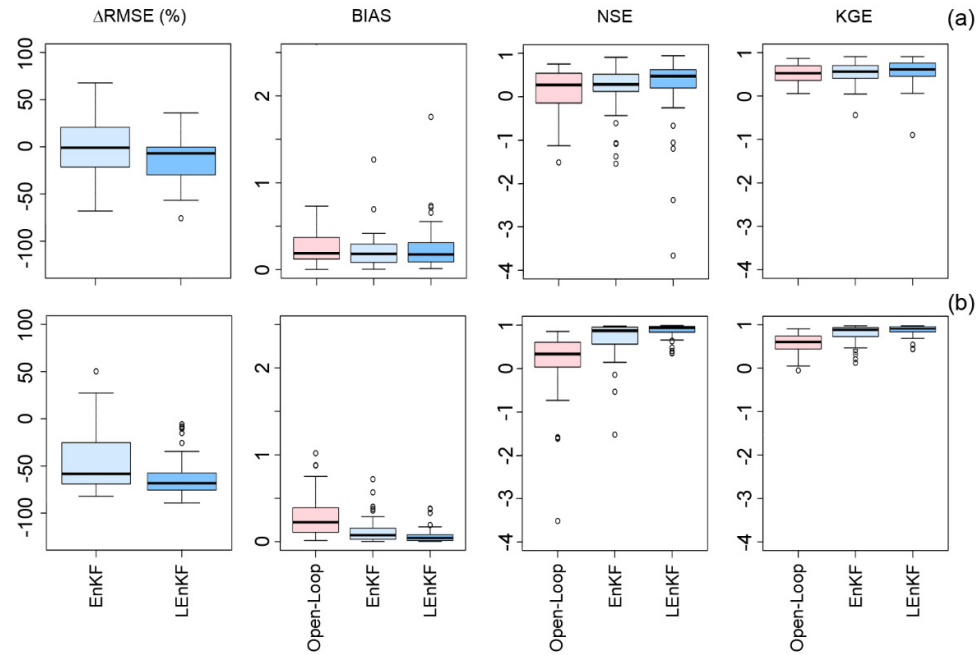 ΔRMSE (%)
BIAS
NSE
KGE
(a)
100
50
0
-50
-100
2
1
0
1
0
1
-2
-3
-4
1
0
1
-2
-3
-4
(b)
100
50
0
-50
-100
2
1
0
1
0
1
-2
-3
-4
1
0
1
-2
-3
-4
EnKF
LEnKF
Open-Loop
EnKF
LEnKF
Open-Loop
EnKF
LEnKF
Open-Loop
EnKF
LEnKF